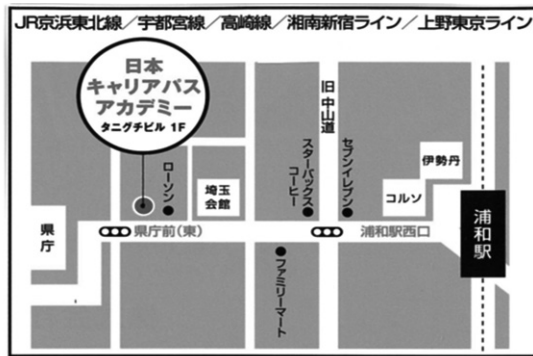 JR京浜東北線／宇都宮線／高崎線／湘南新宿ライン／上野東京ライン
日本
キャリアパス
アカデミー
タニグチビル 1F
旧中山道
ローソン
埼玉
会館
スターバックス
コーヒー
セブンイレブン
伊勢丹
コルソ
県庁
県庁前(東)
浦和駅西口
浦和駅
ファミリーマート